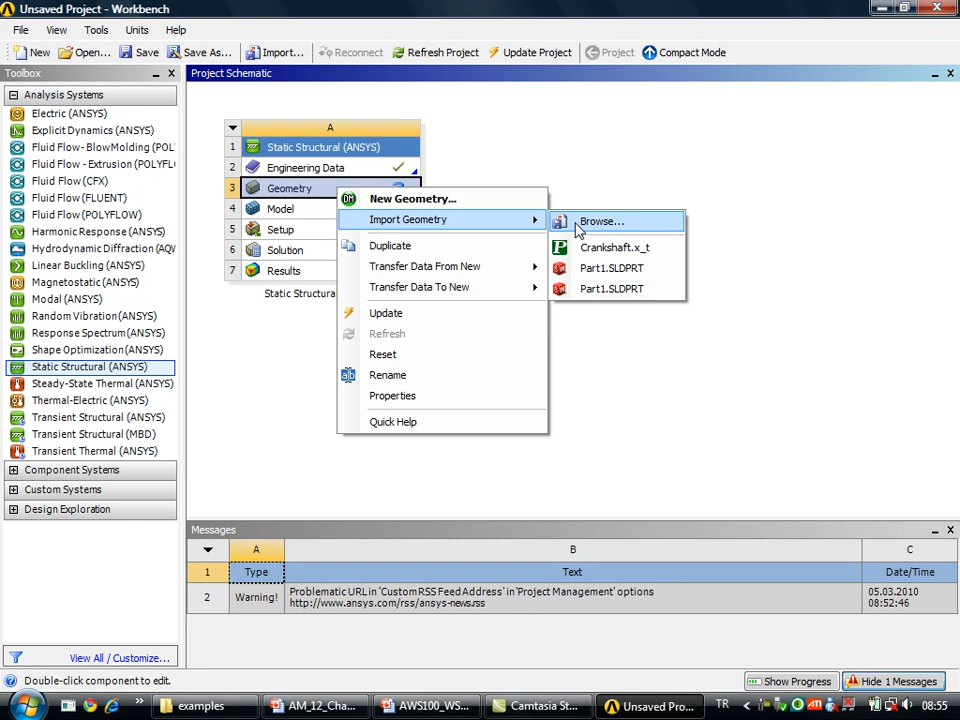 Unsaved Project - Workbench
File View Tools Units Help
New Open... Save Save As... Import... Reconnect Refresh Project Update Project Project Compact Mode
Toolbox
Analysis Systems
Electric (ANSYS)
Explicit Dynamics (ANSYS)
Fluid Flow- BlowMolding (POL
Fluid Flow - Extrusion (POLYFL
Fluid Flow (CFX)
Fluid Flow (FLUENT)
Fluid Flow (POLYFLOW)
Harmonic Response (ANSYS)
Hydrodynamic Diffraction (AQW
Linear Buckling (ANSYS)
Magnetostatic (ANSYS)
Modal (ANSYS)
Random Vibration (ANSYS)
Response Spectrum (ANSYS)
Shape Optimization (ANSYS)
Static Structural (ANSYS)
Steady-State Thermal (ANSYS)
Thermal-Electric (ANSYS)
Transient Structural (ANSYS)
Transient Structural (MBD)
Transient Thermal (ANSYS)
Component Systems
Custom Systems
Design Exploration
View All / Customize...
Project Schematic
A
1 Static Structural (ANSYS)
2 Engineering Data
3 Geometry
4 Model
5 Setup
6 Solution
7 Results
Static Structura
New Geometry...
Import Geometry
Duplicate
Transfer Data From New
Transfer Data To New
Update
Refresh
Reset
Rename
Properties
Quick Help
Browse...
Crankshaft.x_t
Part1.SLDPRT
Part1.SLDPRT
Messages
A B C
1 Type Text Date/Time
2 Warning! Problematic URL in 'Custom RSS Feed Address' in 'Project Management' options
http://www.ansys.com/rss/ansys-news.rss
05.03.2010
08:52:46
Double-click component to edit.
Show Progress Hide 1 Messages
examples AM_12_Cha... AWS100_WS... Camtasia St... Unsaved Pro... TR 08:55